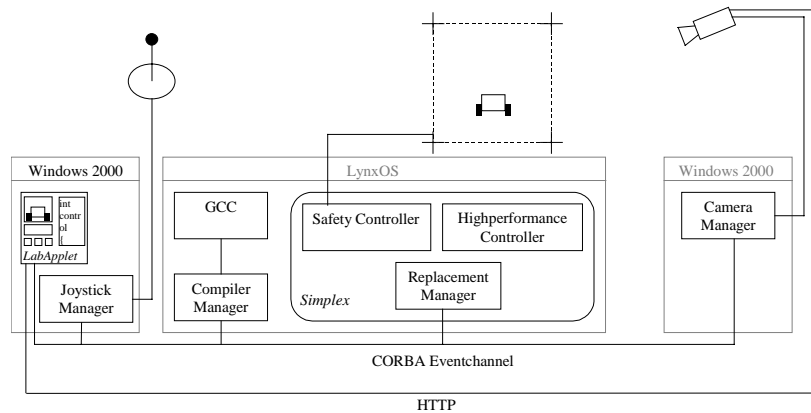 Windows 2000
LynxOS
Windows 2000
int
contr
ol
{
LabApplet
GCC
Safety Controller
Highperformance
Controller
Camera
Manager
Joystick
Manager
Compiler
Manager
Simplex
Replacement
Manager
CORBA Eventchannel
HTTP